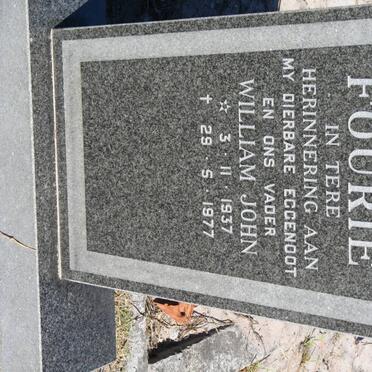 FOURIE
IN TERE
HERINNERING AAN
MY DIERBARE EGGENOOT
EN ONS VADER
WILLIAM JOHN
☆ 3·11·1937
✝ 29·5·1977